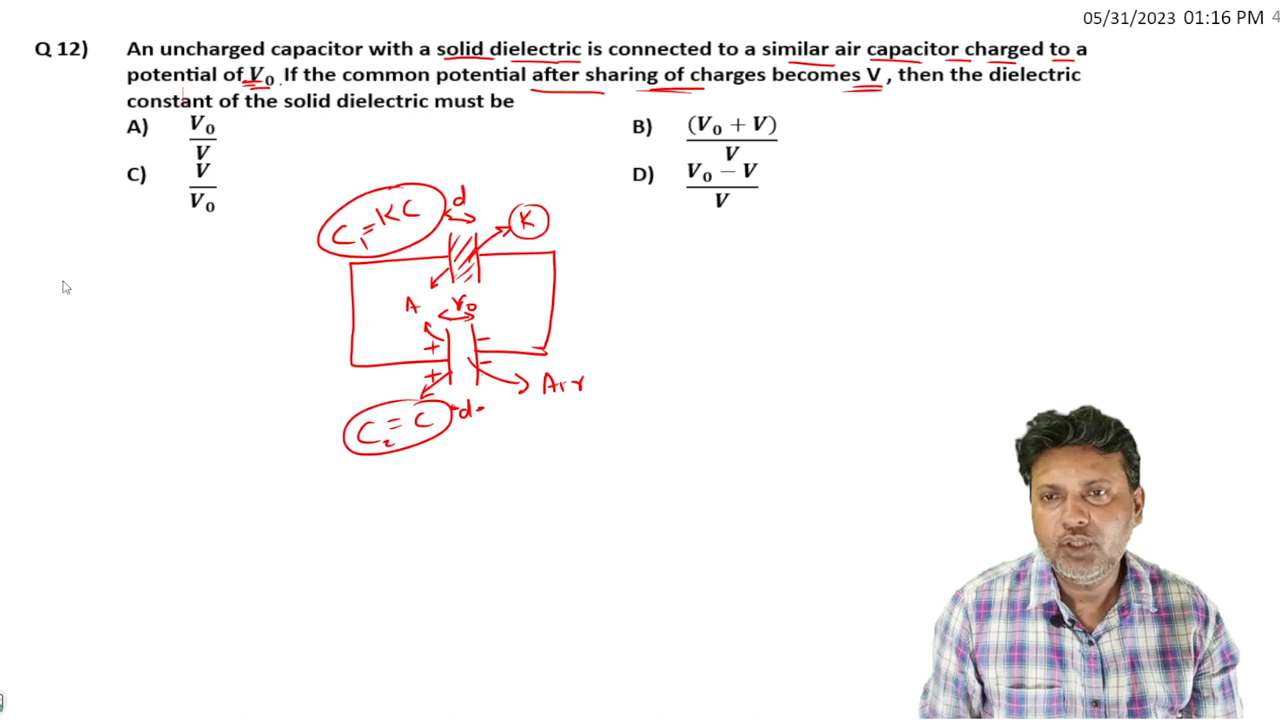 05/31/2023 01:16 PM 4
Q 12) An uncharged capacitor with a solid dielectric is connected to a similar air capacitor charged to a
potential of V₀. If the common potential after sharing of charges becomes V, then the dielectric
constant of the solid dielectric must be
A) V₀/V
B) (V₀ + V)/V
C) V/V₀
D) V₀ − V/V
d
C₁ = KC
K
A
V₀
+ −
+ −
Air
C₂ = C
d